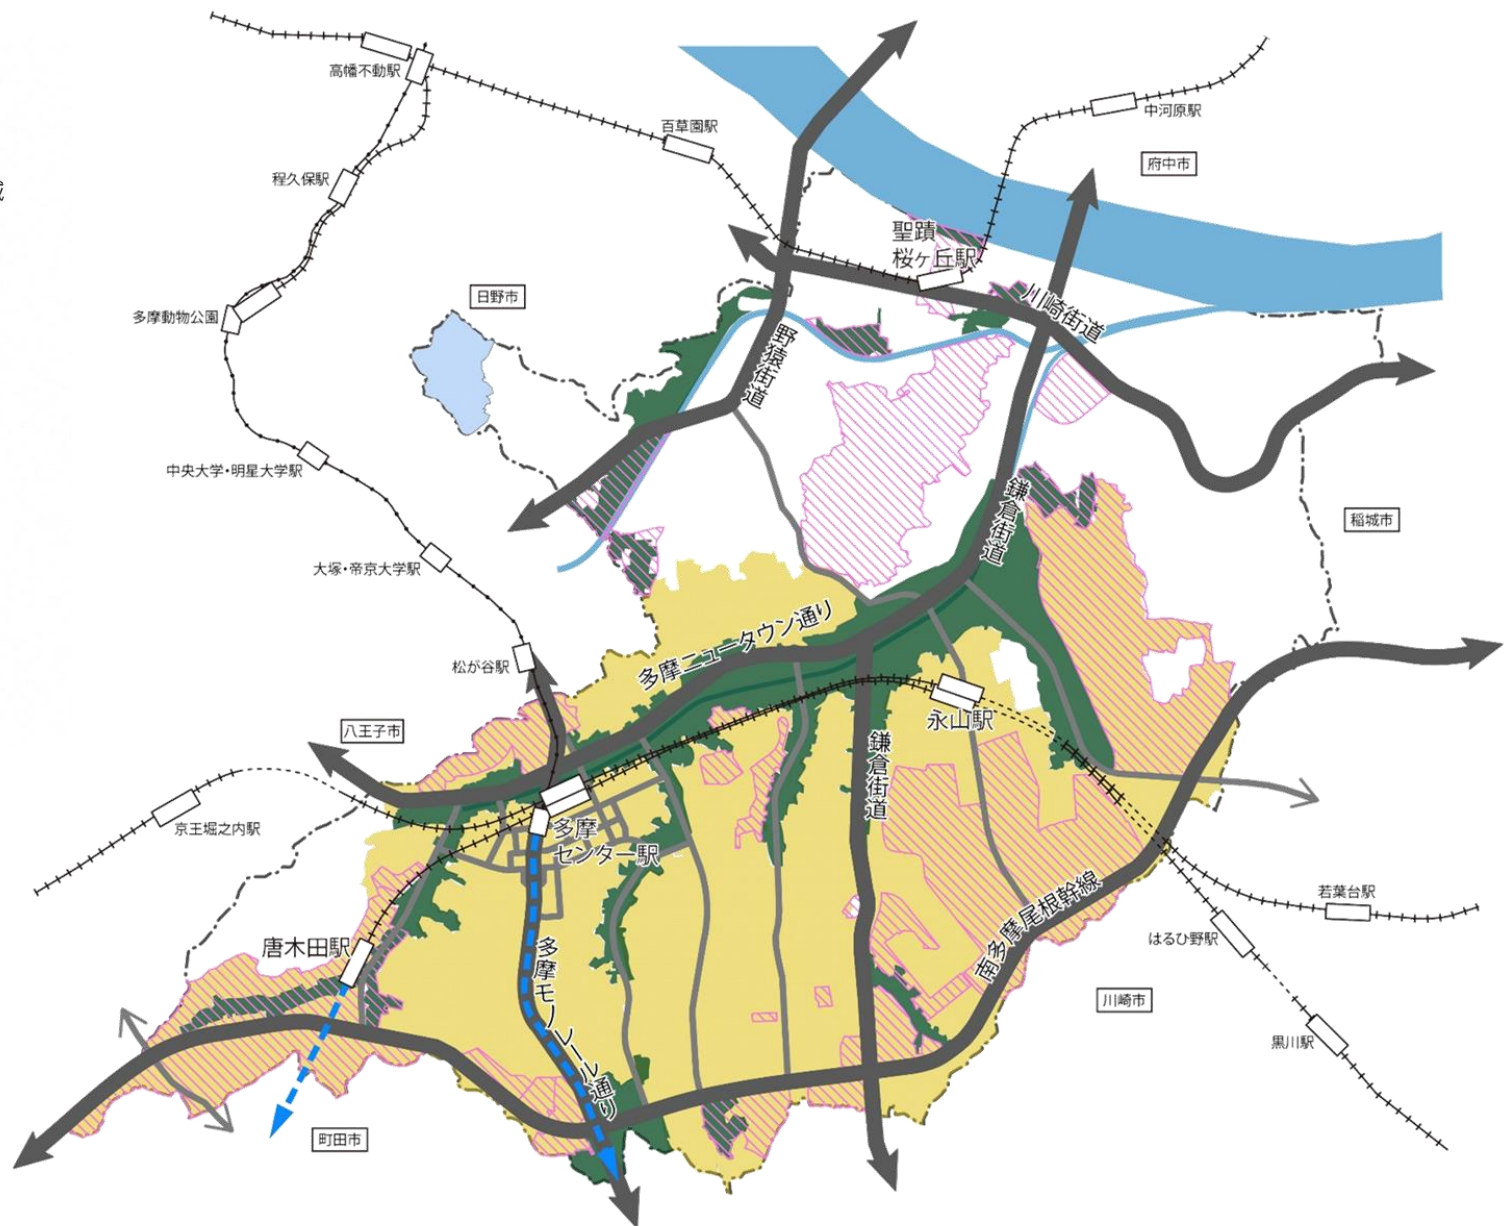 高幡不動駅
百草園駅
中河原駅
府中市
程久保駅
域
聖蹟
桜ヶ丘駅
日野市
川崎街道
多摩動物公園
野猿街道
中央大学・明星大学駅
鎌倉街道
稲城市
大塚・帝京大学駅
多摩ニュータウン通り
松が谷駅
永山駅
八王子市
鎌倉街道
京王堀之内駅
多摩
センター駅
若葉台駅
南多摩尾根幹線
はるひ野駅
唐木田駅
多摩モノレール通り
川崎市
黒川駅
町田市